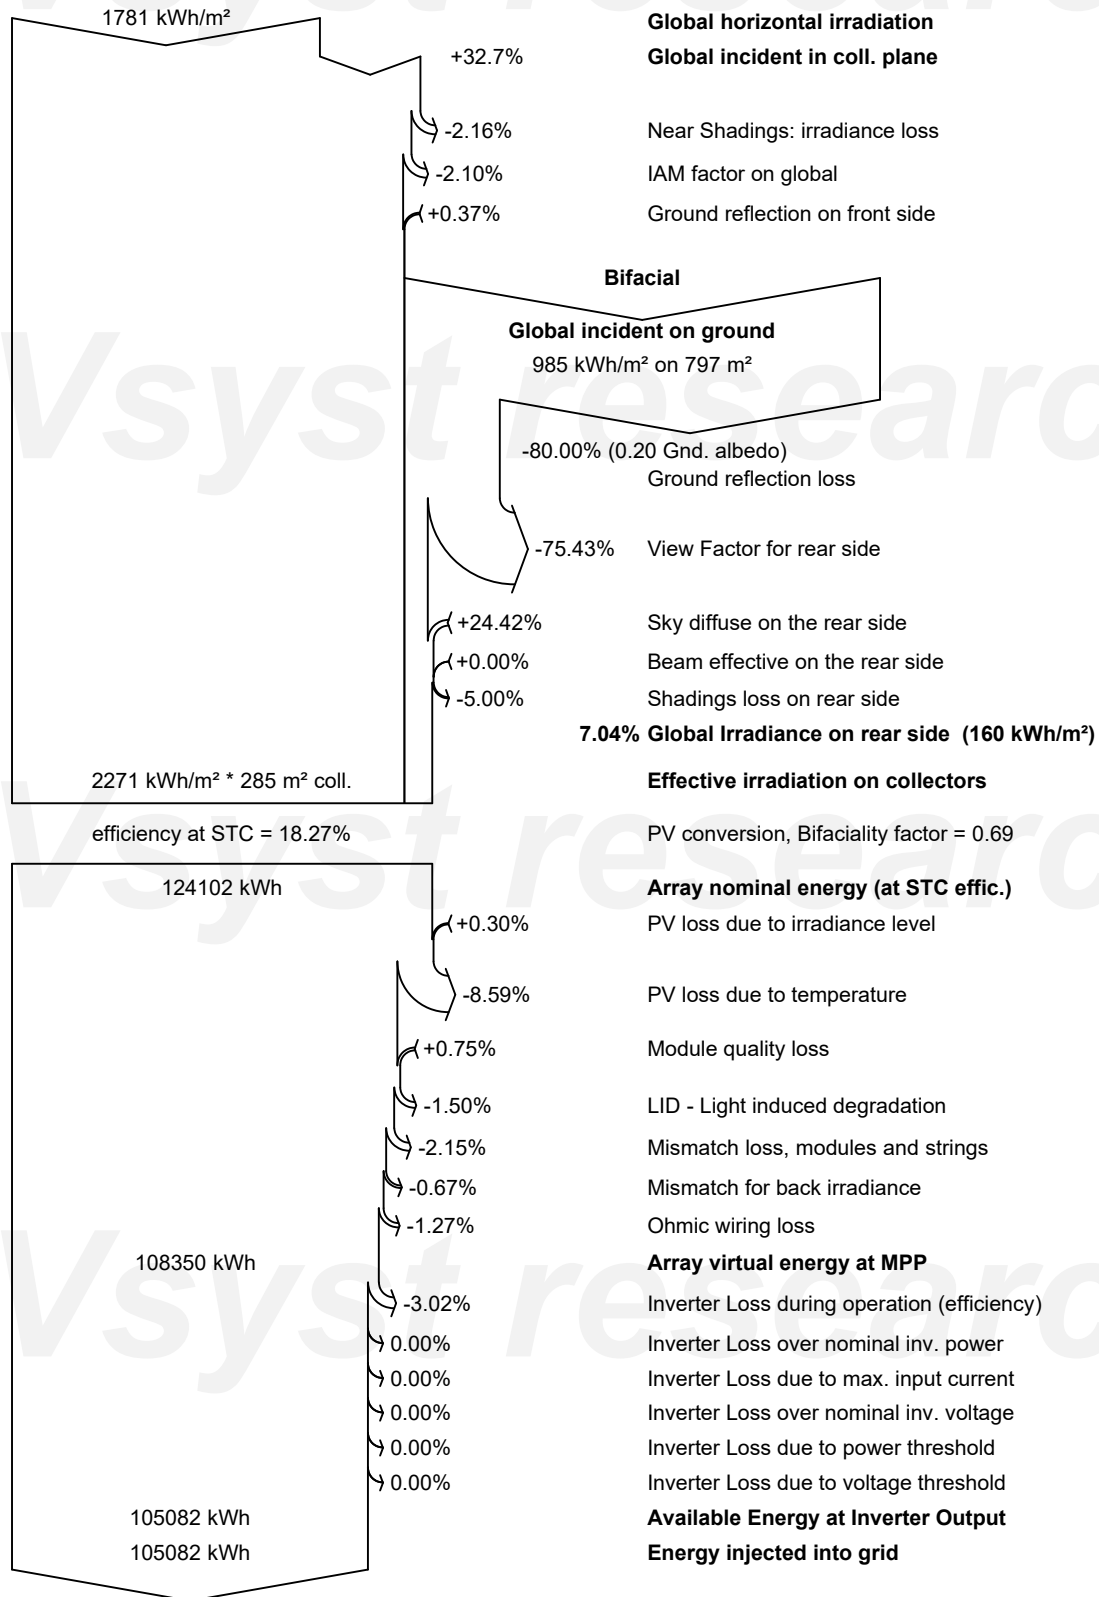 1781 kWh/m² Global horizontal irradiation
+32.7% Global incident in coll. plane
-2.16% Near Shadings: irradiance loss
-2.10% IAM factor on global
+0.37% Ground reflection on front side
Bifacial
Global incident on ground
985 kWh/m² on 797 m²
-80.00% (0.20 Gnd. albedo)
Ground reflection loss
-75.43% View Factor for rear side
+24.42% Sky diffuse on the rear side
+0.00% Beam effective on the rear side
-5.00% Shadings loss on rear side
7.04% Global Irradiance on rear side (160 kWh/m²)
2271 kWh/m² * 285 m² coll. Effective irradiation on collectors
efficiency at STC = 18.27% PV conversion, Bifaciality factor = 0.69
124102 kWh Array nominal energy (at STC effic.)
+0.30% PV loss due to irradiance level
-8.59% PV loss due to temperature
+0.75% Module quality loss
-1.50% LID - Light induced degradation
-2.15% Mismatch loss, modules and strings
-0.67% Mismatch for back irradiance
-1.27% Ohmic wiring loss
108350 kWh Array virtual energy at MPP
-3.02% Inverter Loss during operation (efficiency)
0.00% Inverter Loss over nominal inv. power
0.00% Inverter Loss due to max. input current
0.00% Inverter Loss over nominal inv. voltage
0.00% Inverter Loss due to power threshold
0.00% Inverter Loss due to voltage threshold
105082 kWh Available Energy at Inverter Output
105082 kWh Energy injected into grid
Vsyst researc
Vsyst researc
Vsyst researc